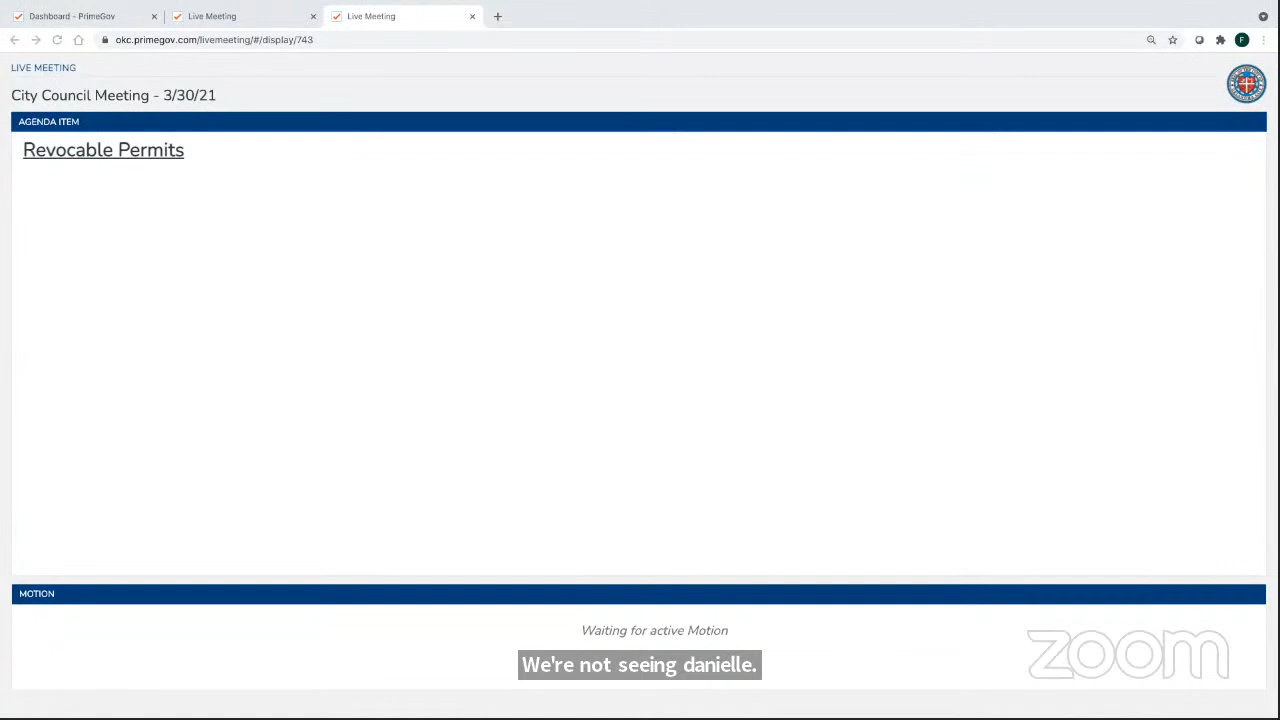 Dashboard - PrimeGov
Live Meeting
Live Meeting
okc.primegov.com/livemeeting/#/display/743
F
LIVE MEETING
City Council Meeting - 3/30/21
AGENDA ITEM
Revocable Permits
MOTION
Waiting for active Motion
We're not seeing danielle.
zoom